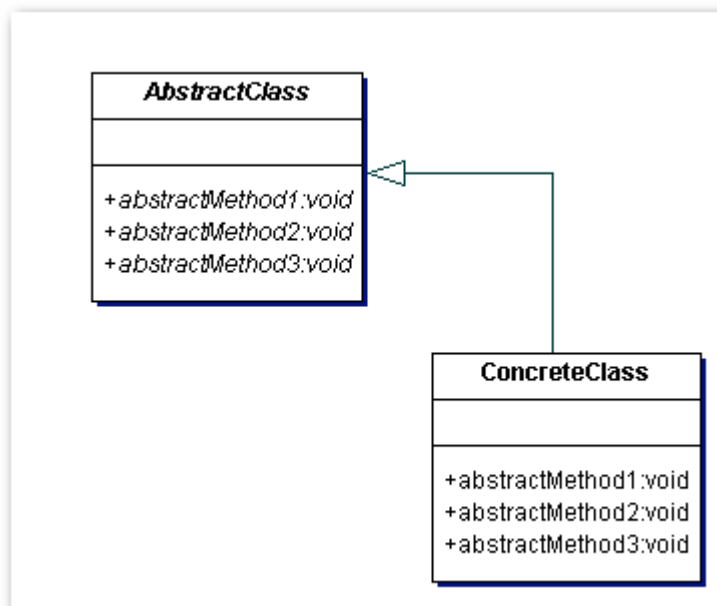 AbstractClass
+abstractMethod1:void
+abstractMethod2:void
+abstractMethod3:void
ConcreteClass
+abstractMethod1:void
+abstractMethod2:void
+abstractMethod3:void